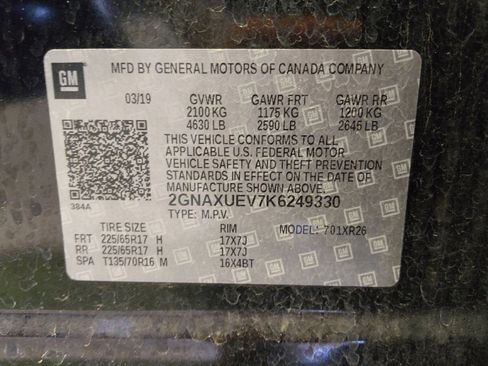 GM
MFD BY GENERAL MOTORS OF CANADA COMPANY
03/19 GVWR GAWR FRT GAWR RR
2100 KG 1175 KG 1200 KG
4630 LB 2590 LB 2645 LB
THIS VEHICLE CONFORMS TO ALL
APPLICABLE U.S. FEDERAL MOTOR
VEHICLE SAFETY AND THEFT PREVENTION
STANDARDS IN EFFECT ON THE DATE OF
MANUFACTURE SHOWN ABOVE.
384A 2GNAXUEV7K6249330
TYPE: M.P.V. MODEL: 701XR26
TIRE SIZE RIM
FRT 225/65R17 H 17X7J
RR 225/65R17 H 17X7J
SPA T135/70R16 M 16X4BT